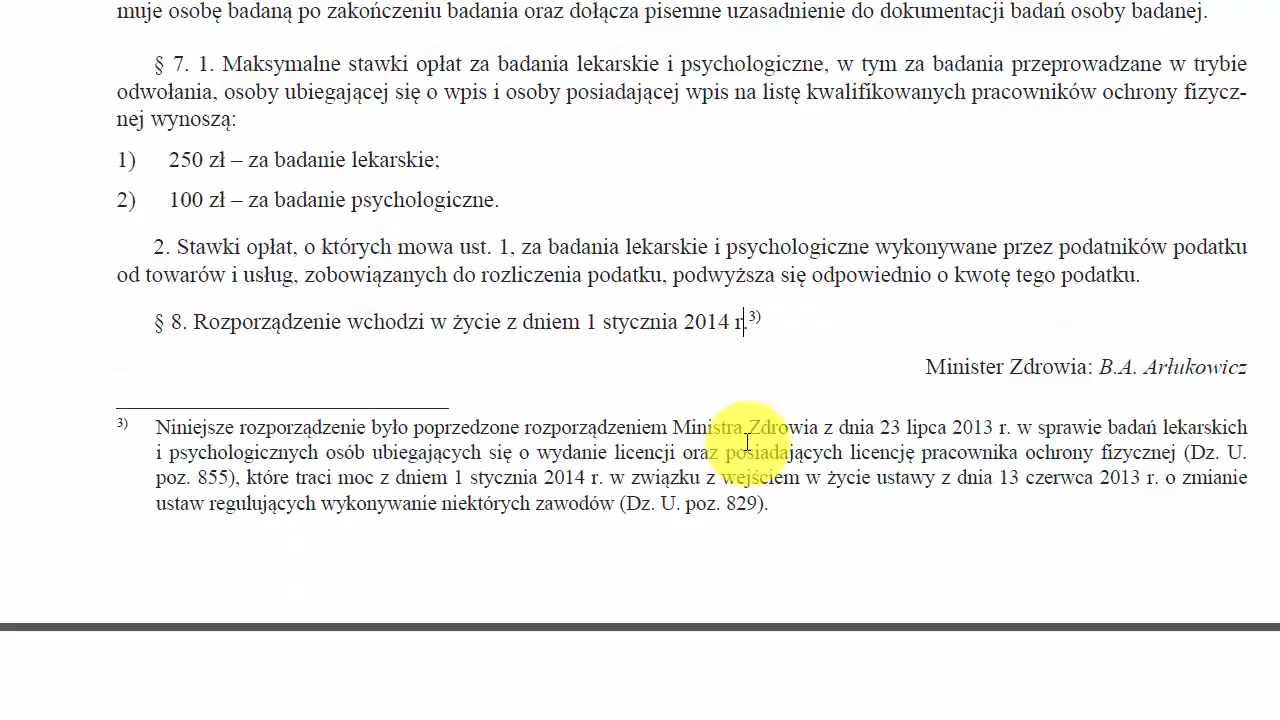 muje osobę badaną po zakończeniu badania oraz dołącza pisemne uzasadnienie do dokumentacji badań osoby badanej.
§ 7. 1. Maksymalne stawki opłat za badania lekarskie i psychologiczne, w tym za badania przeprowadzane w trybie
odwołania, osoby ubiegającej się o wpis i osoby posiadającej wpis na listę kwalifikowanych pracowników ochrony fizycz-
nej wynoszą:
1) 250 zł – za badanie lekarskie;
2) 100 zł – za badanie psychologiczne.
2. Stawki opłat, o których mowa ust. 1, za badania lekarskie i psychologiczne wykonywane przez podatników podatku
od towarów i usług, zobowiązanych do rozliczenia podatku, podwyższa się odpowiednio o kwotę tego podatku.
§ 8. Rozporządzenie wchodzi w życie z dniem 1 stycznia 2014 r.3)
Minister Zdrowia: B.A. Arłukowicz
3) Niniejsze rozporządzenie było poprzedzone rozporządzeniem Ministra Zdrowia z dnia 23 lipca 2013 r. w sprawie badań lekarskich
i psychologicznych osób ubiegających się o wydanie licencji oraz posiadających licencję pracownika ochrony fizycznej (Dz. U.
poz. 855), które traci moc z dniem 1 stycznia 2014 r. w związku z wejściem w życie ustawy z dnia 13 czerwca 2013 r. o zmianie
ustaw regulujących wykonywanie niektórych zawodów (Dz. U. poz. 829).